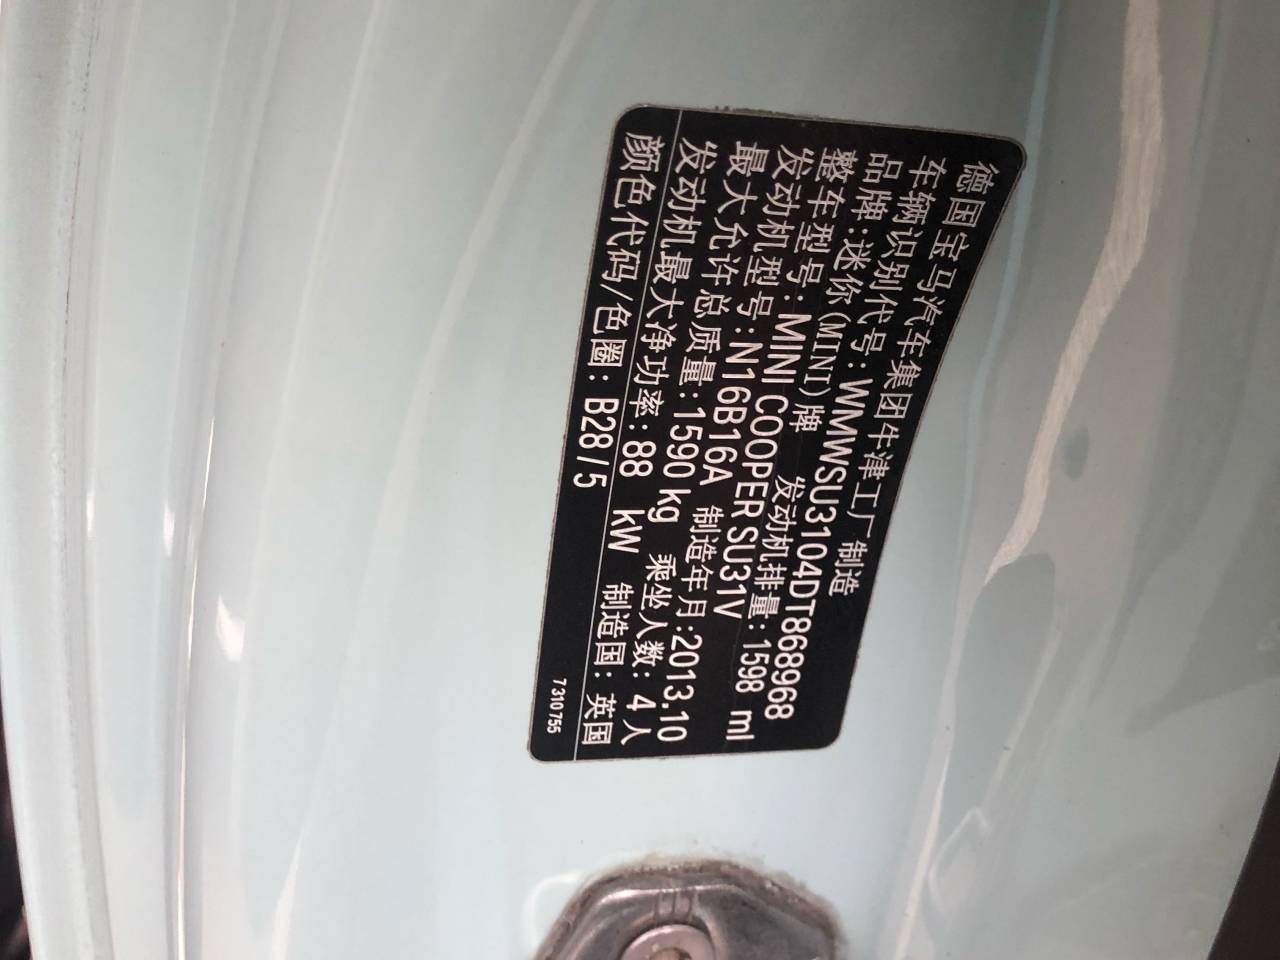 德国宝马汽车集团牛津工厂制造
车辆识别代号:WMWSU3104DT868968
品牌:迷你(MINI)牌 发动机排量:1598 ml
整车型号:MINI COOPER SU31V
发动机型号:N16B16A 制造年月:2013.10
最大允许总质量:1590 kg 乘坐人数:4人
发动机最大净功率:88 kW 制造国:英国
颜色代码/色圈:B28/5
7310755